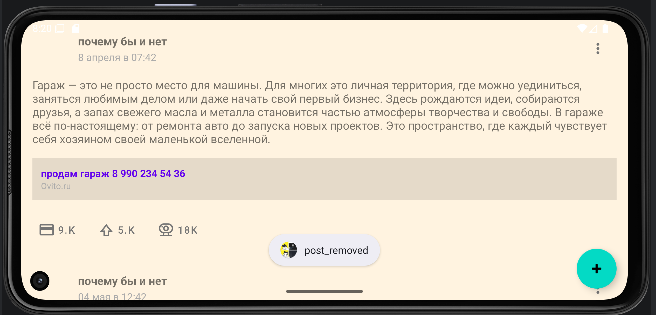 почему бы и нет
8 апреля в 07:42
Гараж — это не просто место для машины. Для многих это личная территория, где можно уединиться,
заняться любимым делом или даже начать свой первый бизнес. Здесь рождаются идеи, собираются
друзья, а запах свежего масла и металла становится частью атмосферы творчества и свободы. В гараже
всё по-настоящему: от ремонта авто до запуска новых проектов. Это пространство, где каждый чувствует
себя хозяином своей маленькой вселенной.
продам гараж 8 990 234 54 36
Qvito.ru
9.K 5.K 18K
post_removed
почему бы и нет
04 мая в 12:42